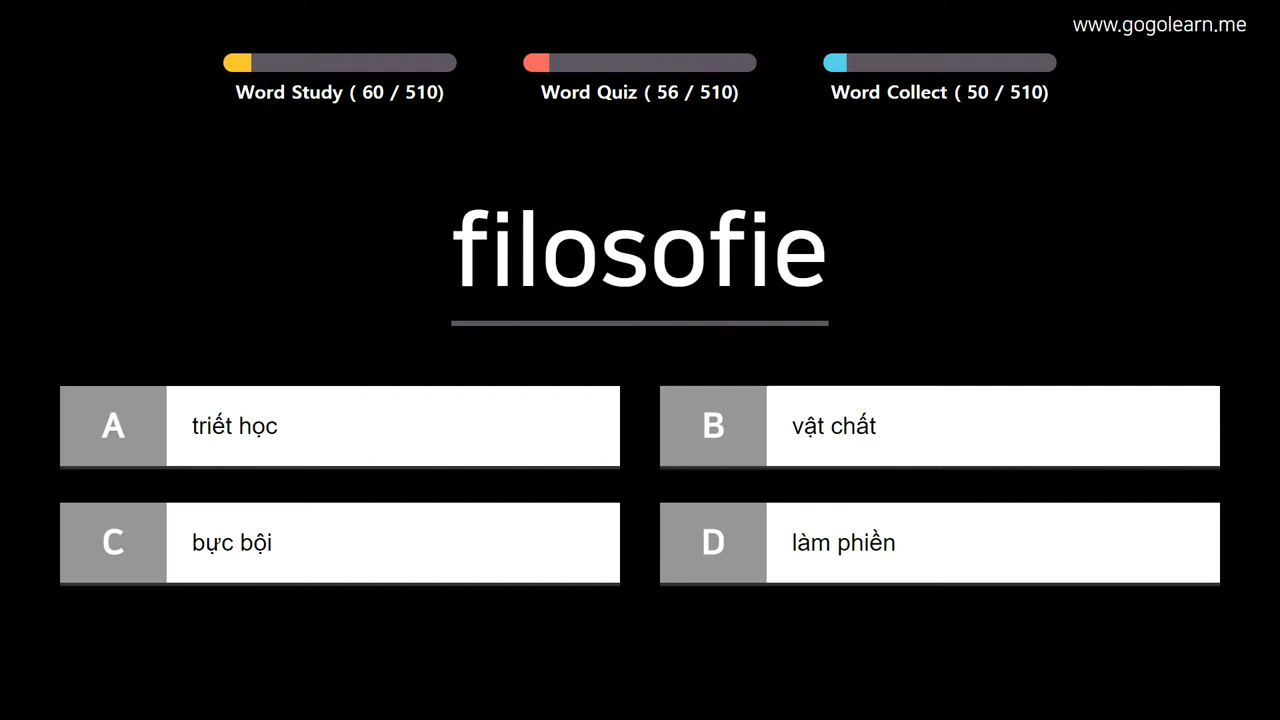 www.gogolearn.me
Word Study ( 60 / 510)
Word Quiz ( 56 / 510)
Word Collect ( 50 / 510)
filosofie
A triết học
B vật chất
C bực bội
D làm phiền